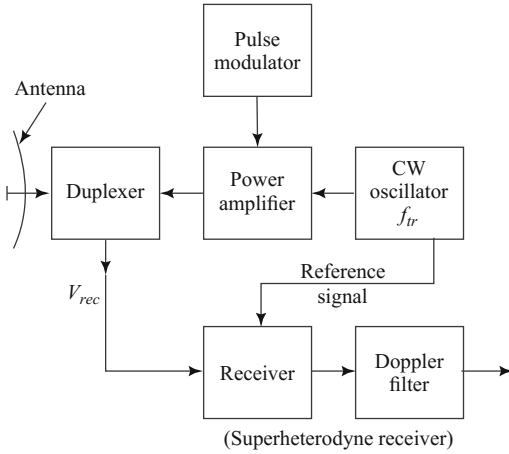 Pulse
modulator
Antenna
Duplexer
Power
amplifier
CW
oscillator
f_tr
Reference
signal
V_rec
Receiver
Doppler
filter
(Superheterodyne receiver)